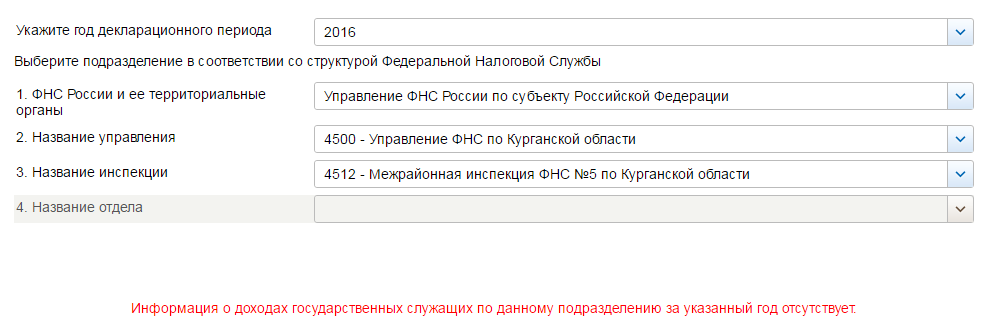 Укажите год декларационного периода 2016
Выберите подразделение в соответствии со структурой Федеральной Налоговой Службы
1. ФНС России и ее территориальные органы Управление ФНС России по субъекту Российской Федерации
2. Название управления 4500 - Управление ФНС по Курганской области
3. Название инспекции 4512 - Межрайонная инспекция ФНС №5 по Курганской области
4. Название отдела
Информация о доходах государственных служащих по данному подразделению за указанный год отсутствует.